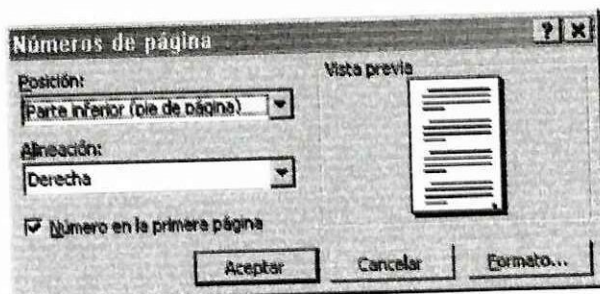 Números de página
Posición:
Parte inferior (pie de página)
Alineación:
Derecha
Número en la primera página
Vista previa
Aceptar
Cancelar
Formato...